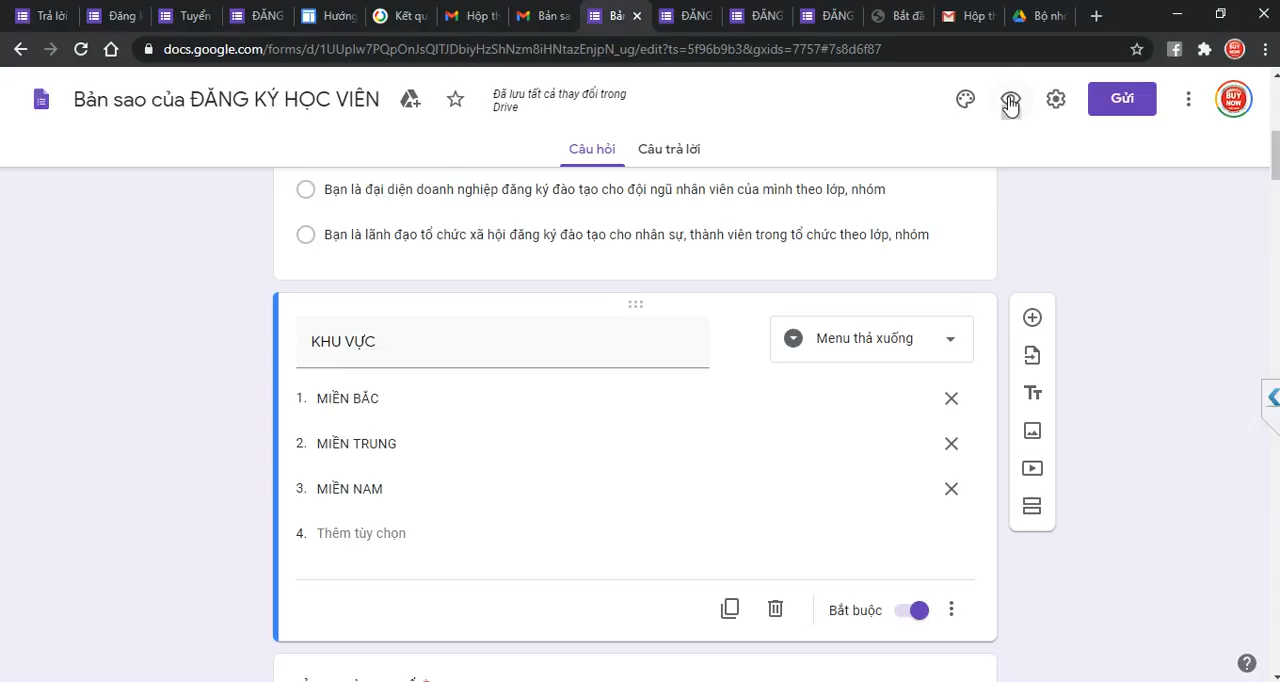 Trả lời
Đăng k
Tuyển
ĐĂNG
Hướng
Kết qu
Hộp th
Bản sa
Bản
ĐĂNG
ĐĂNG
ĐĂNG
Bắt đầ
Hộp th
Bộ nhớ
docs.google.com/forms/d/1UUplw7PQpOnJsQlTJDbiyHzShNzm8iHNtazEnjpN_ug/edit?ts=5f96b9b3&gxids=7757#7s8d6f87
Bản sao của ĐĂNG KÝ HỌC VIÊN
Đã lưu tất cả thay đổi trong
Drive
Gửi
BUY
NOW
Câu hỏi
Câu trả lời
Bạn là đại diện doanh nghiệp đăng ký đào tạo cho đội ngũ nhân viên của mình theo lớp, nhóm
Bạn là lãnh đạo tổ chức xã hội đăng ký đào tạo cho nhân sự, thành viên trong tổ chức theo lớp, nhóm
KHU VỰC
Menu thả xuống
1. MIỀN BẮC
2. MIỀN TRUNG
3. MIỀN NAM
4. Thêm tùy chọn
Bắt buộc